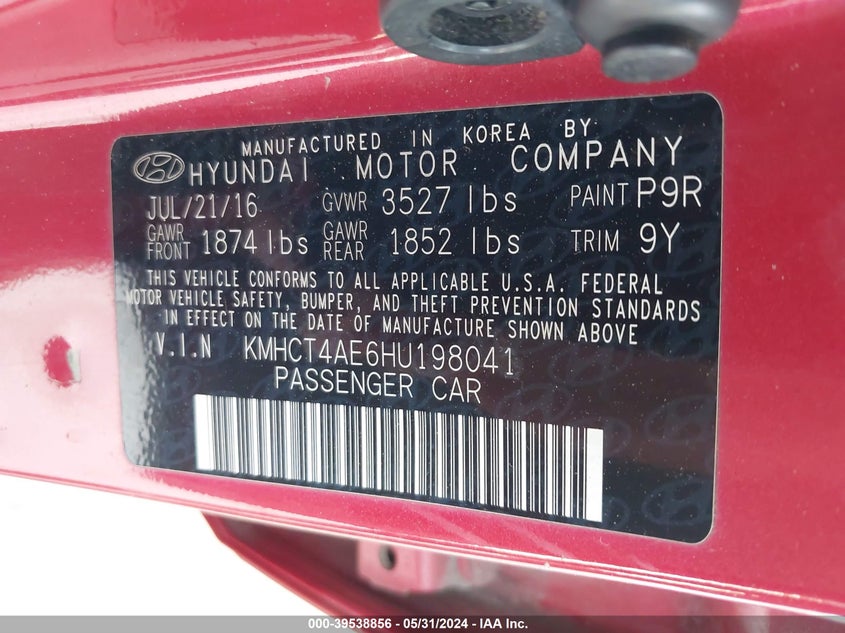 MANUFACTURED IN KOREA BY
HYUNDAI MOTOR COMPANY
JUL/21/16 GVWR 3527 lbs PAINT P9R
GAWR FRONT 1874 lbs GAWR REAR 1852 lbs TRIM 9Y
THIS VEHICLE CONFORMS TO ALL APPLICABLE U.S.A. FEDERAL
MOTOR VEHICLE SAFETY, BUMPER, AND THEFT PREVENTION STANDARDS
IN EFFECT ON THE DATE OF MANUFACTURE SHOWN ABOVE
V.I.N KMHCT4AE6HU198041
PASSENGER CAR
000-39538856 - 05/31/2024 - IAA, Inc.